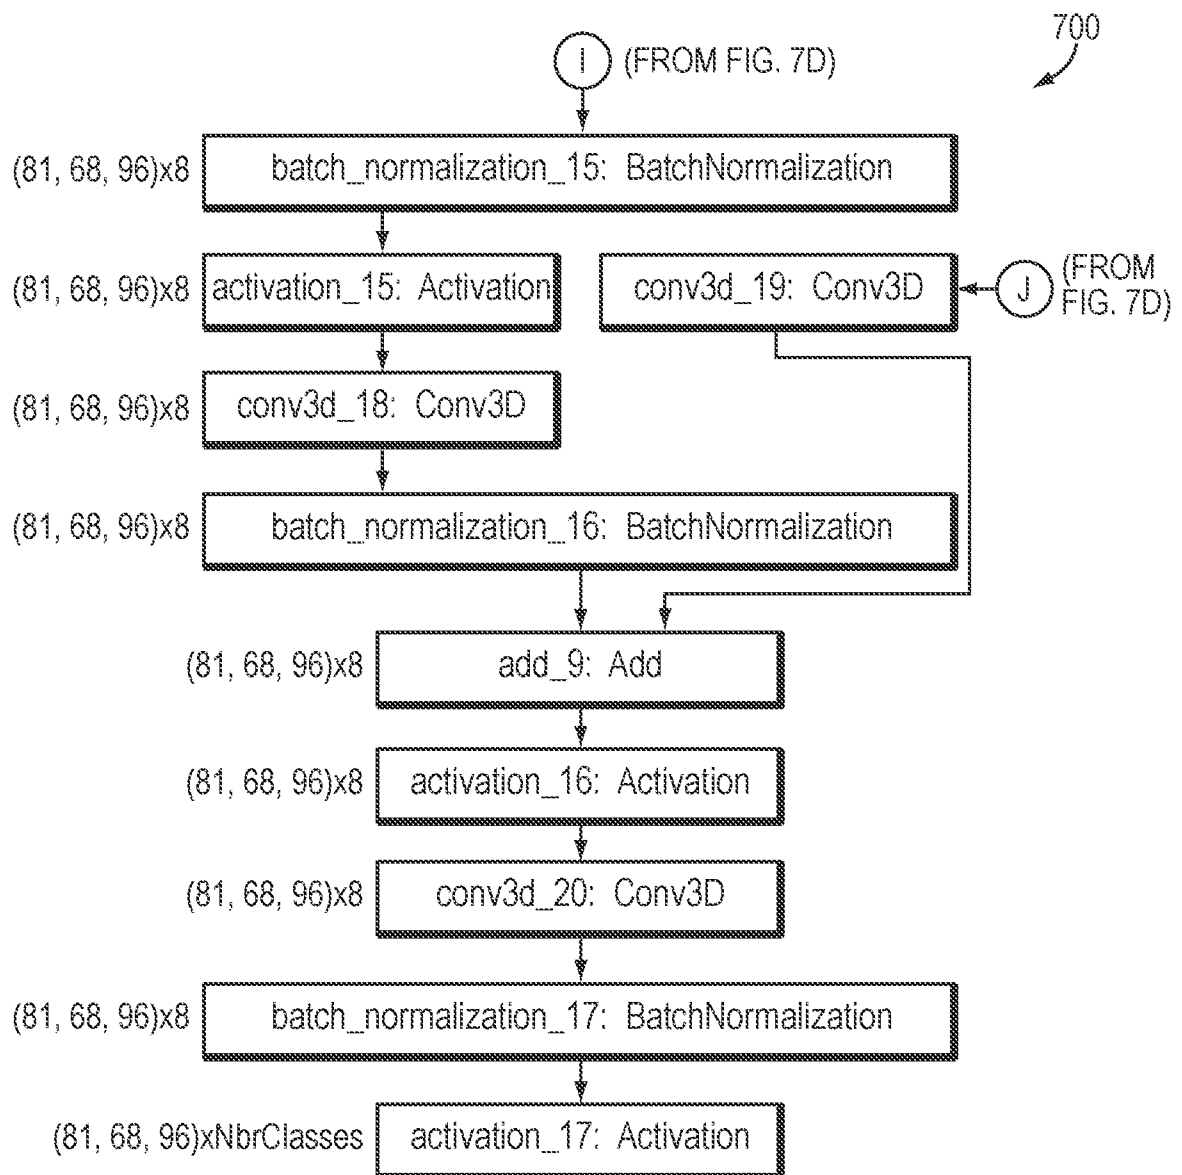 700
I (FROM FIG. 7D)
(81, 68, 96)x8 batch_normalization_15: BatchNormalization
(81, 68, 96)x8 activation_15: Activation conv3d_19: Conv3D J (FROM
FIG. 7D)
(81, 68, 96)x8 conv3d_18: Conv3D
(81, 68, 96)x8 batch_normalization_16: BatchNormalization
(81, 68, 96)x8 add_9: Add
(81, 68, 96)x8 activation_16: Activation
(81, 68, 96)x8 conv3d_20: Conv3D
(81, 68, 96)x8 batch_normalization_17: BatchNormalization
(81, 68, 96)xNbrClasses activation_17: Activation